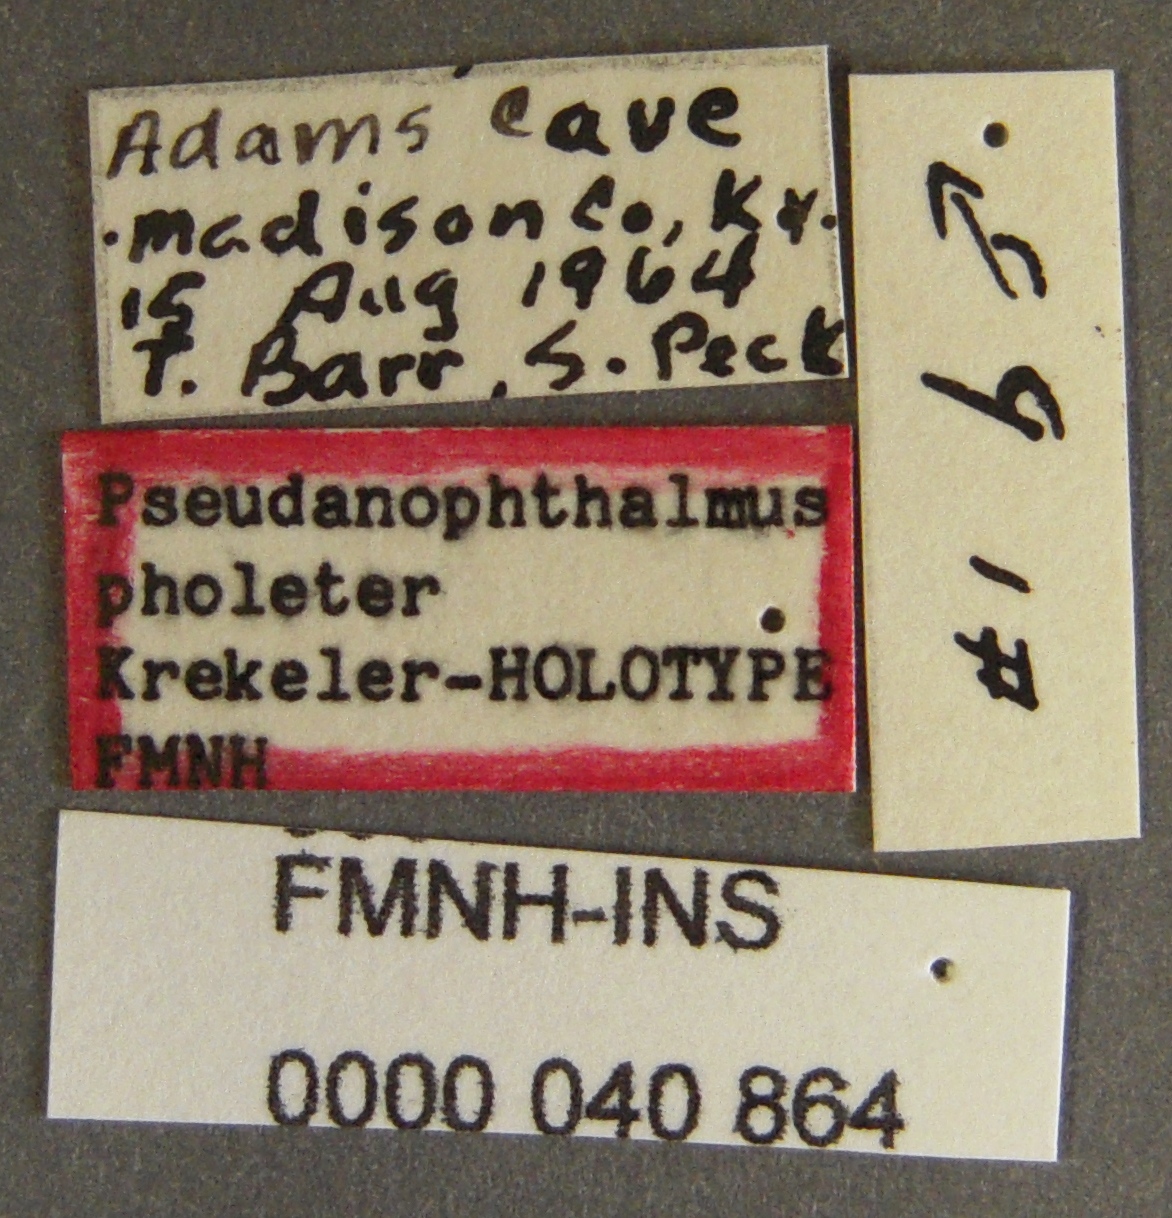 Adams Cave
Madison Co., Ky.
15 Aug 1964
T. Barr, S. Peck
Pseudanophthalmus
pholeter
Krekeler-HOLOTYPE
FMNH
FMNH-INS
0000 040 864
#1